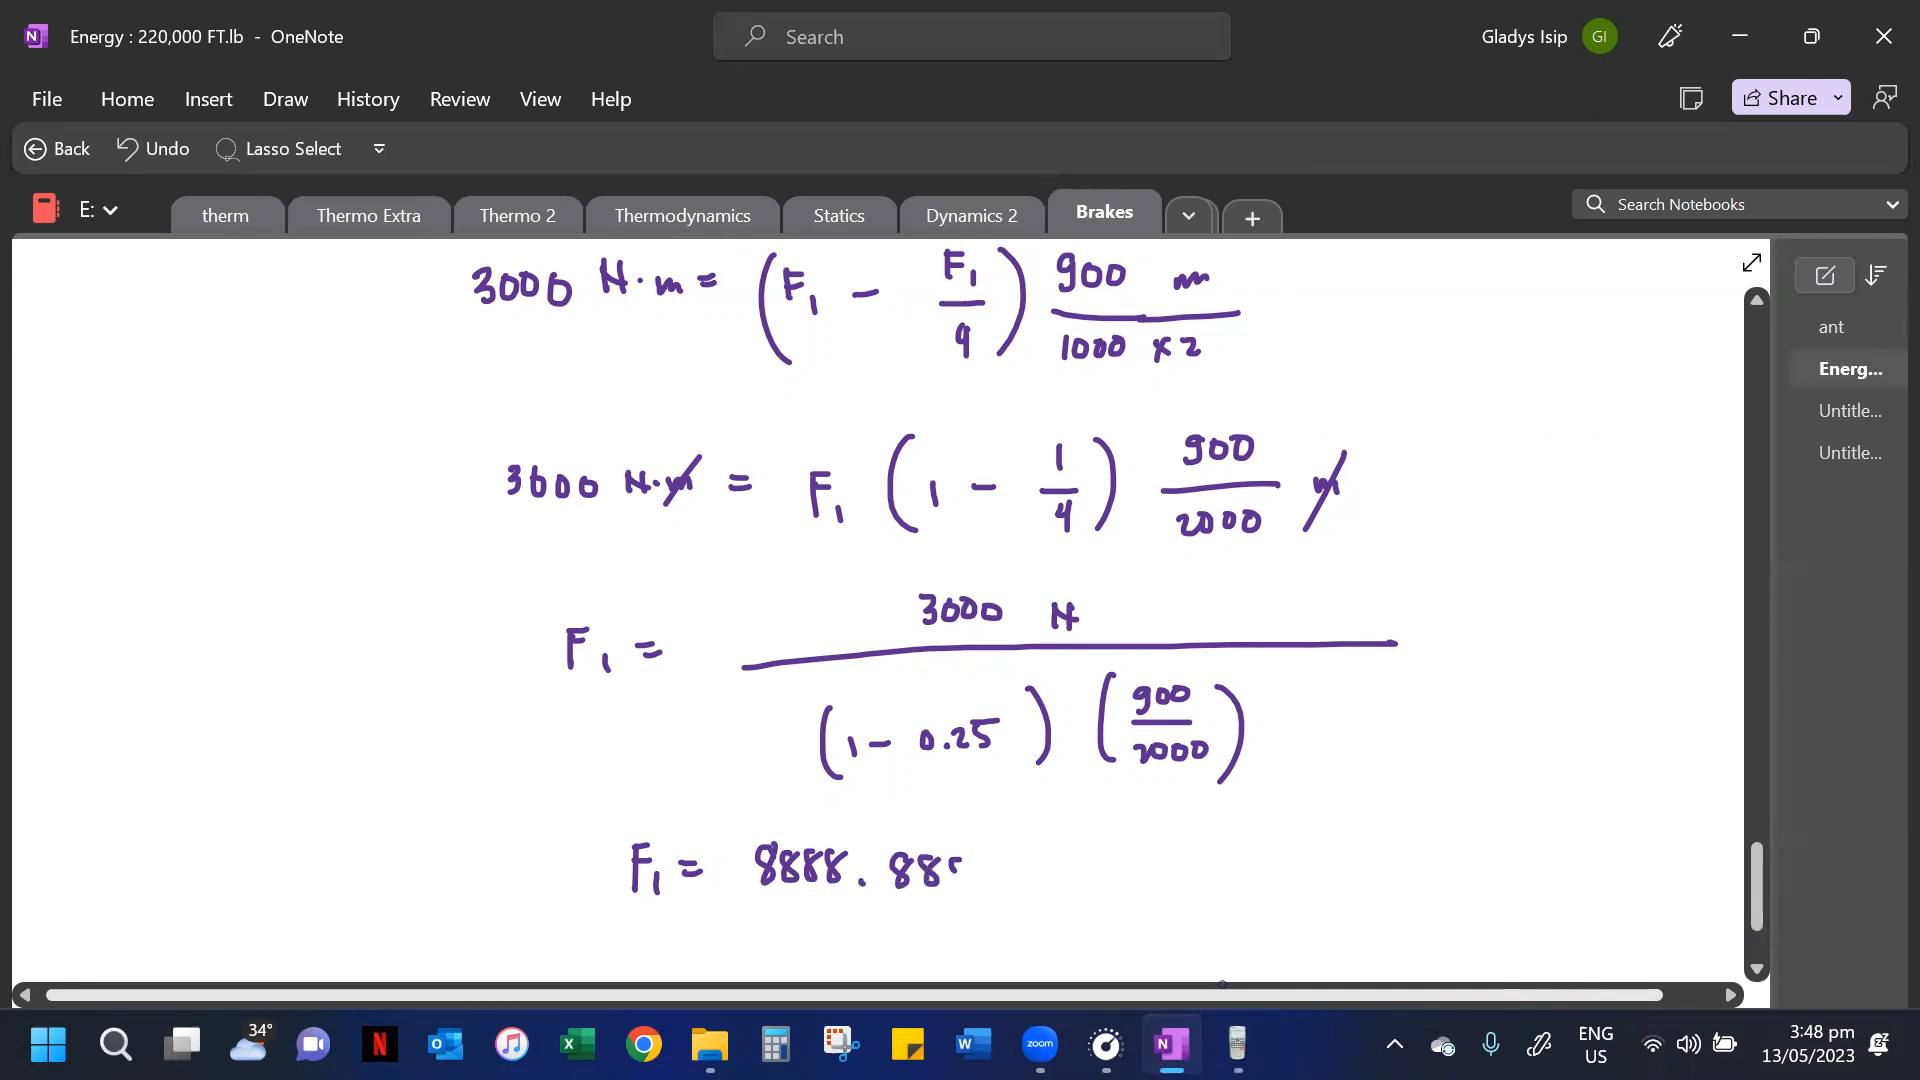 Energy : 220,000 FT.lb - OneNote
Search
Gladys Isip
GI
File Home Insert Draw History Review View Help
Share
Back Undo Lasso Select
E:
therm Thermo Extra Thermo 2 Thermodynamics Statics Dynamics 2 Brakes
Search Notebooks
ant
Energ...
Untitle...
Untitle...
3000 N·m = (F₁ - F₁/4) 900 m / 1000 x 2
3000 N·m = F₁ (1 - 1/4) 900/2000 m
F₁ = 3000 N / (1 - 0.25) (900/2000)
F₁ = 8888.88
34°
zoom
ENG
US
3:48 pm
13/05/2023